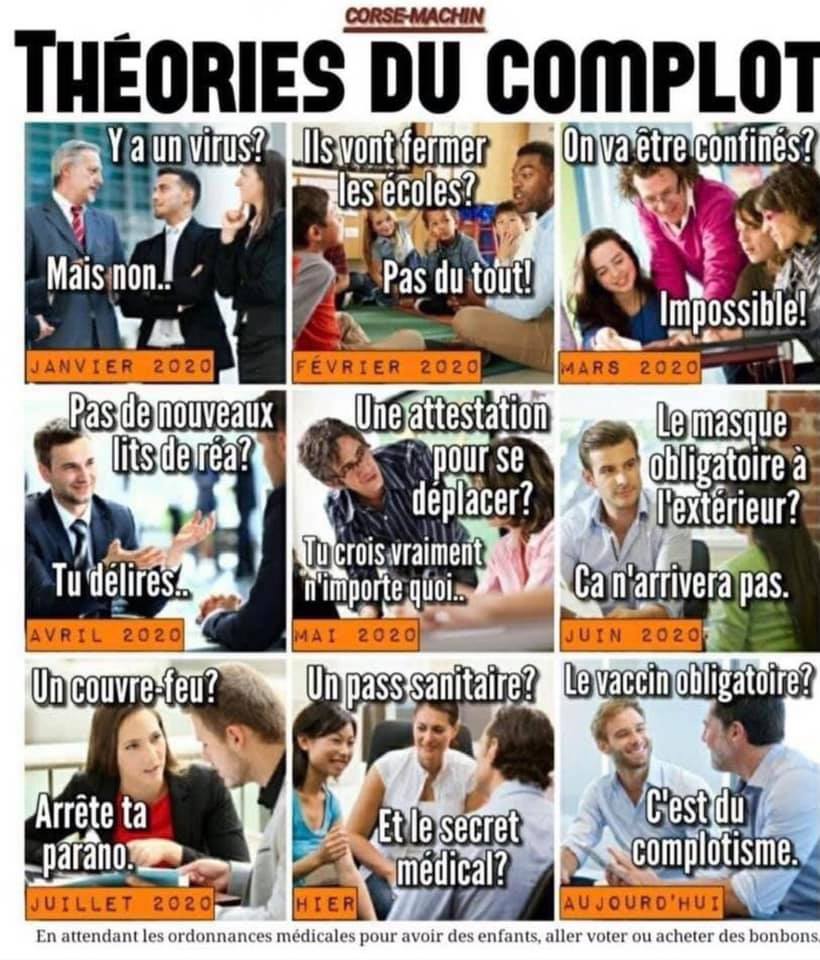 CORSE-MACHIN
THÉORIES DU COMPLOT
Y a un virus?
Mais non..
JANVIER 2020
Ils vont fermer
les écoles?
Pas du tout!
FÉVRIER 2020
On va être confinés?
Impossible!
MARS 2020
Pas de nouveaux
lits de réa?
Tu délires..
AVRIL 2020
Une attestation
pour se
déplacer?
Tu crois vraiment
n'importe quoi..
MAI 2020
Le masque
obligatoire à
l'extérieur?
Ca n'arrivera pas.
JUIN 2020
Un couvre-feu?
Arrête ta
parano.
JUILLET 2020
Un pass sanitaire?
Et le secret
médical?
HIER
Le vaccin obligatoire?
C'est du
complotisme.
AUJOURD'HUI
En attendant les ordonnances médicales pour avoir des enfants, aller voter ou acheter des bonbons.